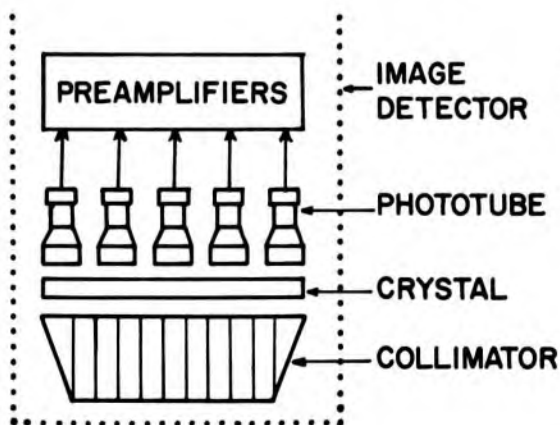 PREAMPLIFIERS
IMAGE
DETECTOR
PHOTOTUBE
CRYSTAL
COLLIMATOR